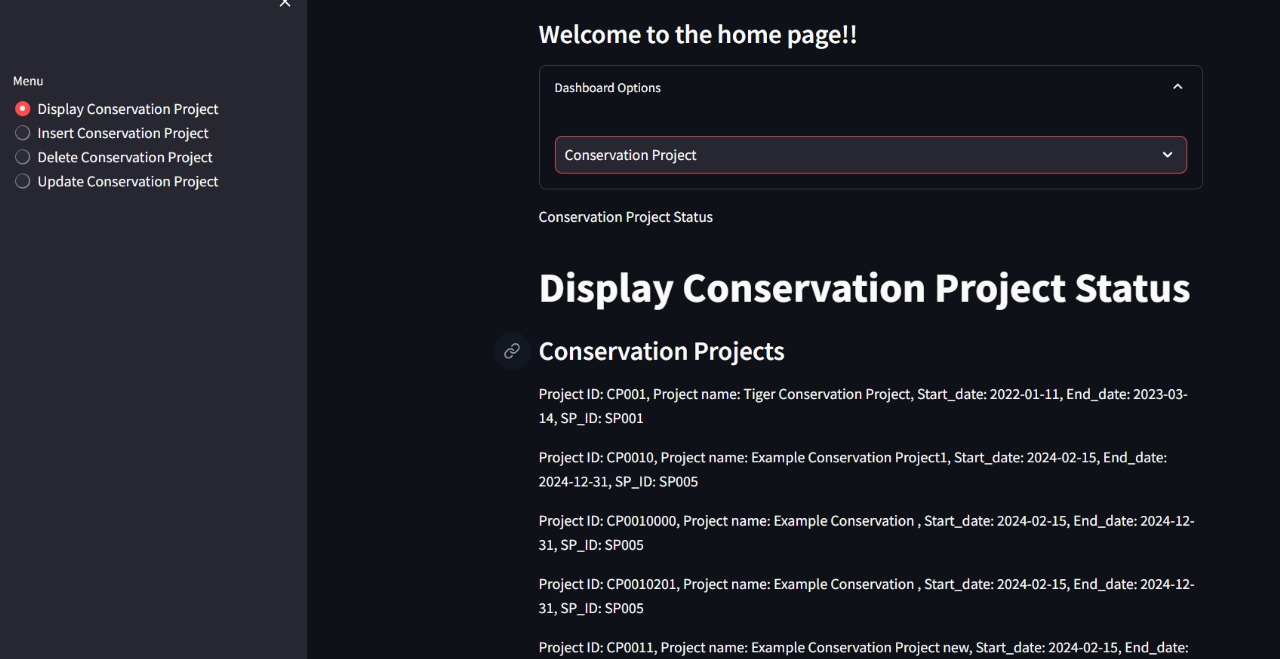 Menu
Display Conservation Project
Insert Conservation Project
Delete Conservation Project
Update Conservation Project
Welcome to the home page!!
Dashboard Options
Conservation Project
Conservation Project Status
Display Conservation Project Status
Conservation Projects
Project ID: CP001, Project name: Tiger Conservation Project, Start_date: 2022-01-11, End_date: 2023-03-
14, SP_ID: SP001
Project ID: CP0010, Project name: Example Conservation Project1, Start_date: 2024-02-15, End_date:
2024-12-31, SP_ID: SP005
Project ID: CP0010000, Project name: Example Conservation , Start_date: 2024-02-15, End_date: 2024-12-
31, SP_ID: SP005
Project ID: CP0010201, Project name: Example Conservation , Start_date: 2024-02-15, End_date: 2024-12-
31, SP_ID: SP005
Project ID: CP0011, Project name: Example Conservation Project new, Start_date: 2024-02-15, End_date: